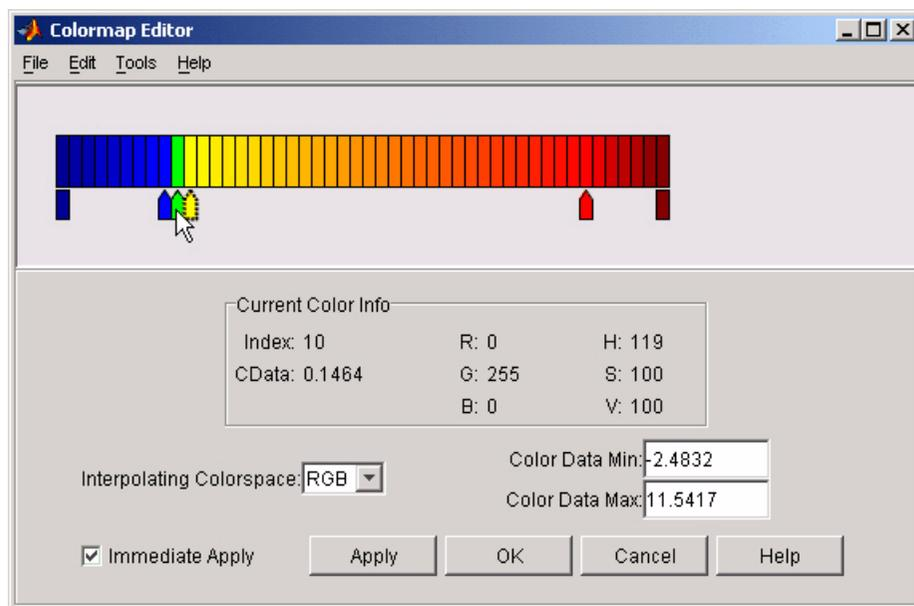 Colormap Editor
File Edit Tools Help
Current Color Info
Index: 10 R: 0 H: 119
CData: 0.1464 G: 255 S: 100
B: 0 V: 100
Interpolating Colorspace: RGB
Color Data Min: -2.4832
Color Data Max: 11.5417
Immediate Apply Apply OK Cancel Help